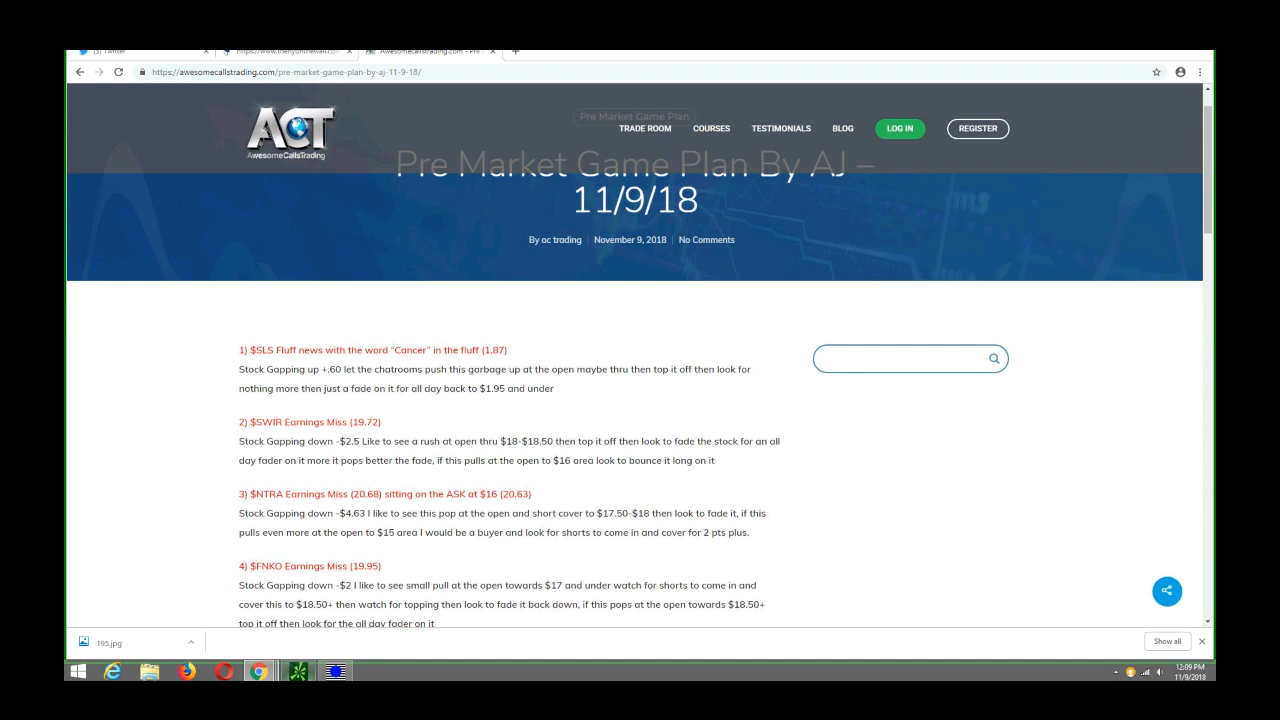 (3) Twitter
https://www.theflyonthewall.com
Awesomecallstrading.com - Pre
https://awesomecallstrading.com/pre-market-game-plan-by-aj-11-9-18/
ACT
AwesomeCallsTrading
Pre Market Game Plan
TRADE ROOM COURSES TESTIMONIALS BLOG LOG IN REGISTER
Pre Market Game Plan By AJ –
11/9/18
By ac trading | November 9, 2018 | No Comments
1) $SLS Fluff news with the word “Cancer” in the fluff (1.87)
Stock Gapping up +.60 let the chatrooms push this garbage up at the open maybe thru then top it off then look for
nothing more then just a fade on it for all day back to $1.95 and under
2) $SWIR Earnings Miss (19.72)
Stock Gapping down -$2.5 Like to see a rush at open thru $18-$18.50 then top it off then look to fade the stock for an all
day fader on it more it pops better the fade, if this pulls at the open to $16 area look to bounce it long on it
3) $NTRA Earnings Miss (20.68) sitting on the ASK at $16 (20.63)
Stock Gapping down -$4.63 I like to see this pop at the open and short cover to $17.50-$18 then look to fade it, if this
pulls even more at the open to $15 area I would be a buyer and look for shorts to come in and cover for 2 pts plus.
4) $FNKO Earnings Miss (19.95)
Stock Gapping down -$2 I like to see small pull at the open towards $17 and under watch for shorts to come in and
cover this to $18.50+ then watch for topping then look to fade it back down, if this pops at the open towards $18.50+
top it off then look for the all day fader on it
195.jpg
Show all
12:09 PM
11/9/2018